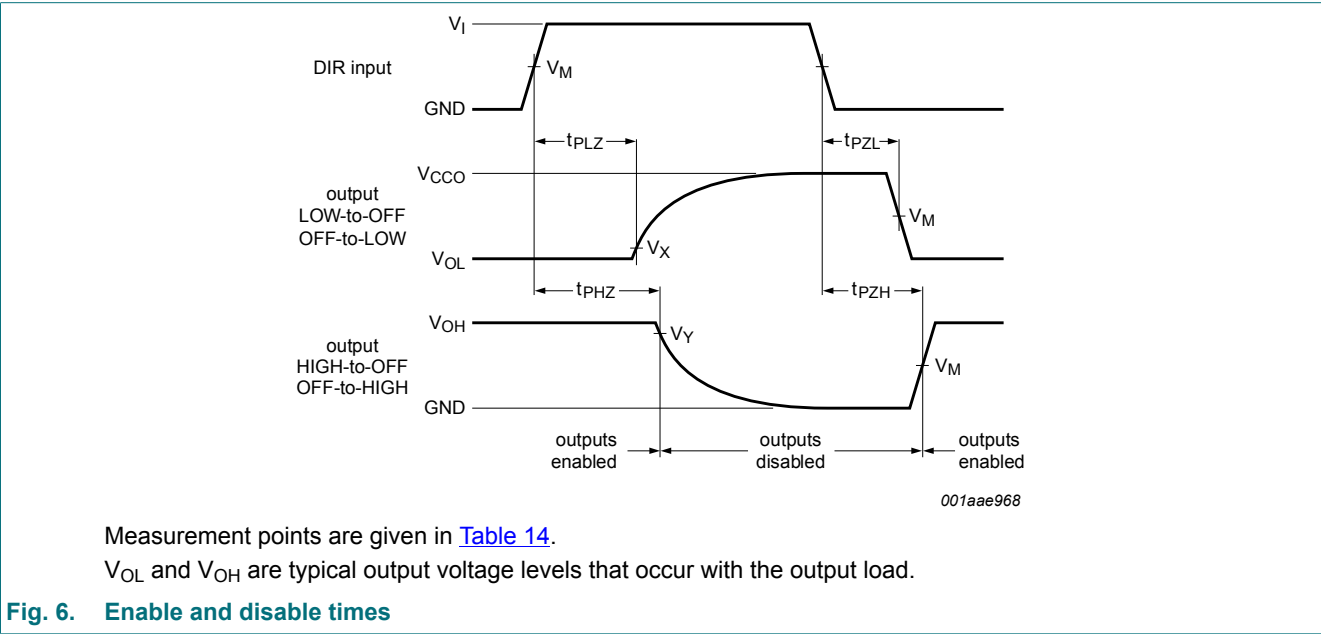 V_I
DIR input
V_M
GND
t_PLZ
t_PZL
V_CCO
output
LOW-to-OFF
OFF-to-LOW
V_M
V_X
V_OL
t_PHZ
t_PZH
V_OH
V_Y
output
HIGH-to-OFF
OFF-to-HIGH
V_M
GND
outputs enabled
outputs disabled
outputs enabled
001aae968
Measurement points are given in Table 14.
V_OL and V_OH are typical output voltage levels that occur with the output load.
Fig. 6. Enable and disable times